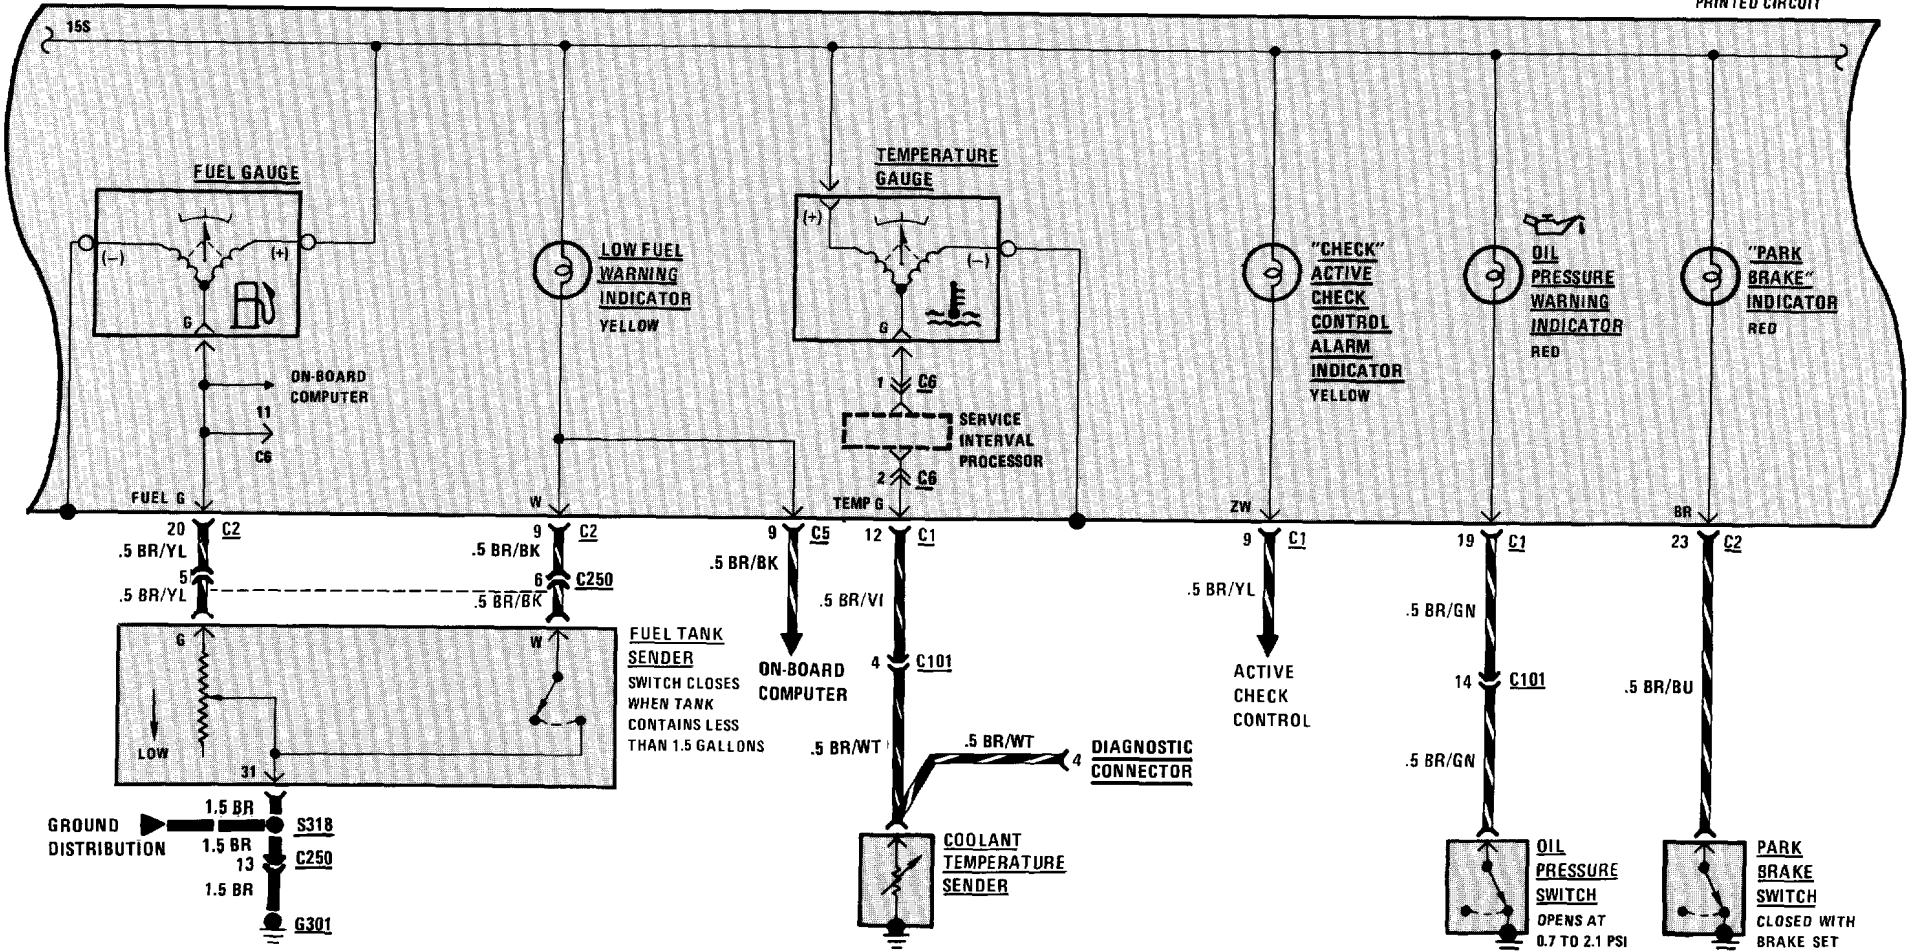 PRINTED CIRCUIT
15S
FUEL GAUGE
(−)
(+)
G
ON-BOARD
COMPUTER
11
C6
FUEL G
LOW FUEL
WARNING
INDICATOR
YELLOW
W
TEMPERATURE
GAUGE
(+)
(−)
G
1 C6
SERVICE
INTERVAL
PROCESSOR
2 C6
TEMP G
"CHECK"
ACTIVE
CHECK
CONTROL
ALARM
INDICATOR
YELLOW
ZW
OIL
PRESSURE
WARNING
INDICATOR
RED
"PARK
BRAKE"
INDICATOR
RED
BR
20 C2
.5 BR/YL
5
.5 BR/YL
9 C2
.5 BR/BK
6 C250
.5 BR/BK
9 C5
.5 BR/BK
ON-BOARD
COMPUTER
12 C1
.5 BR/VI
4 C101
.5 BR/WT
.5 BR/WT
4 DIAGNOSTIC
CONNECTOR
9 C1
.5 BR/YL
ACTIVE
CHECK
CONTROL
19 C1
.5 BR/GN
14 C101
.5 BR/GN
23 C2
.5 BR/BU
G
W
LOW
31
FUEL TANK
SENDER
SWITCH CLOSES
WHEN TANK
CONTAINS LESS
THAN 1.5 GALLONS
1.5 BR
GROUND
DISTRIBUTION
S318
1.5 BR
13 C250
1.5 BR
G301
COOLANT
TEMPERATURE
SENDER
OIL
PRESSURE
SWITCH
OPENS AT
0.7 TO 2.1 PSI
PARK
BRAKE
SWITCH
CLOSED WITH
BRAKE SET